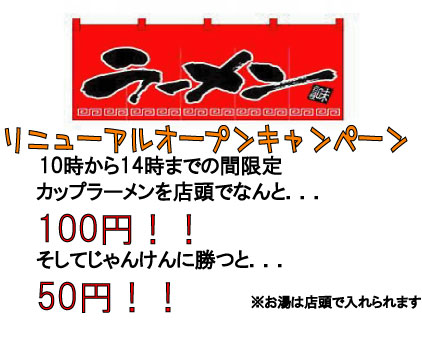 ラーメン
リニューアルオープンキャンペーン
10時から14時までの間限定
カップラーメンを店頭でなんと...
100円！！
そしてじゃんけんに勝つと...
50円！！
※お湯は店頭で入れられます